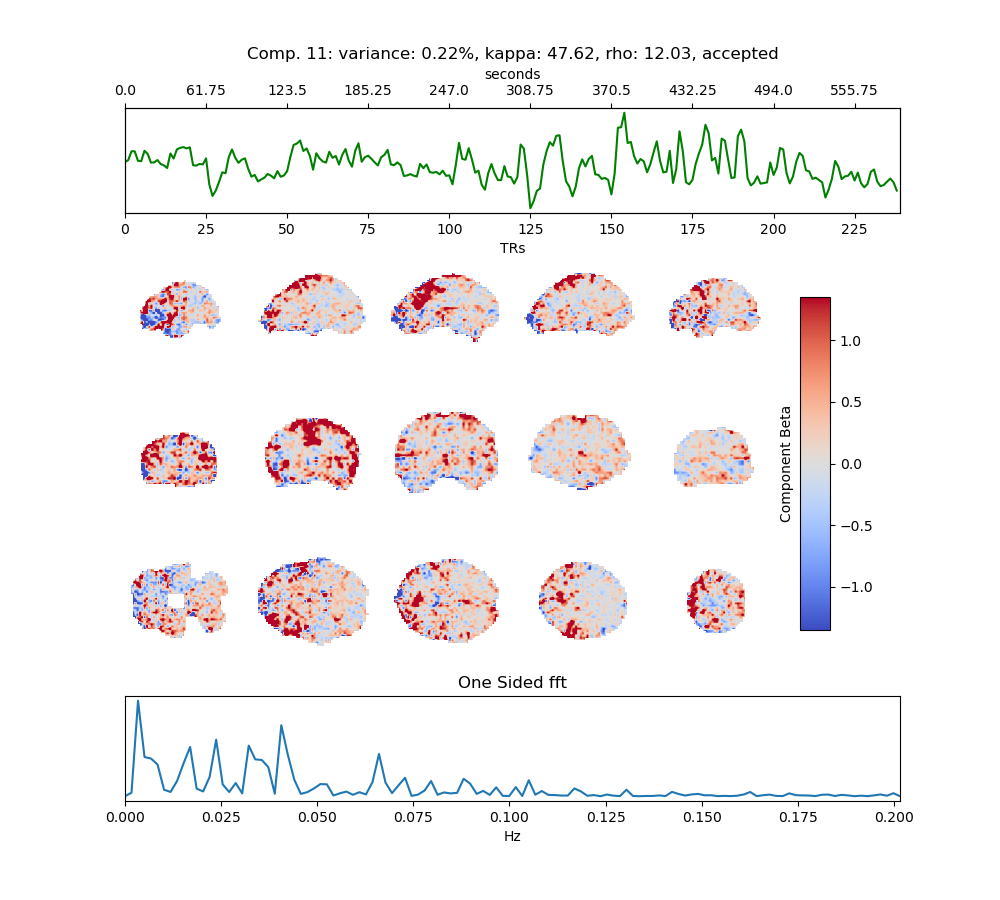 Comp. 11: variance: 0.22%, kappa: 47.62, rho: 12.03, accepted
seconds
0.0 61.75 123.5 185.25 247.0 308.75 370.5 432.25 494.0 555.75
0 25 50 75 100 125 150 175 200 225
TRs
1.0
0.5
0.0
−0.5
−1.0
Component Beta
One Sided fft
0.000 0.025 0.050 0.075 0.100 0.125 0.150 0.175 0.200
Hz